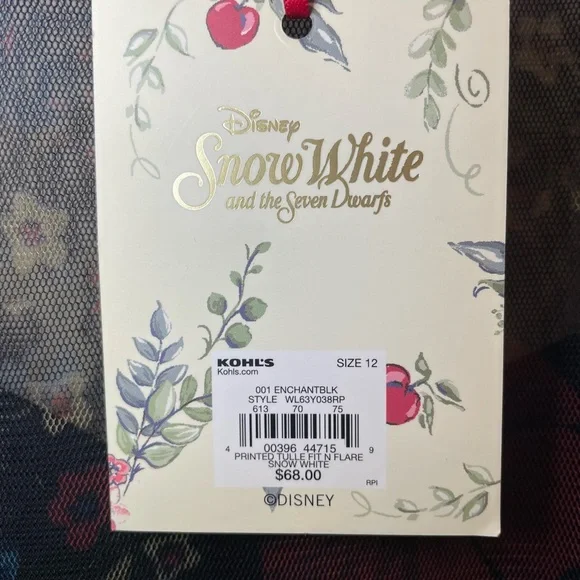 Disney
Snow White
and the Seven Dwarfs
KOHL'S SIZE 12
Kohls.com
001 ENCHANTBLK
STYLE WL63Y038RP
613 70 75
4 00396 44715 9
PRINTED TULLE FIT N FLARE
SNOW WHITE
$68.00
RPI
©DISNEY